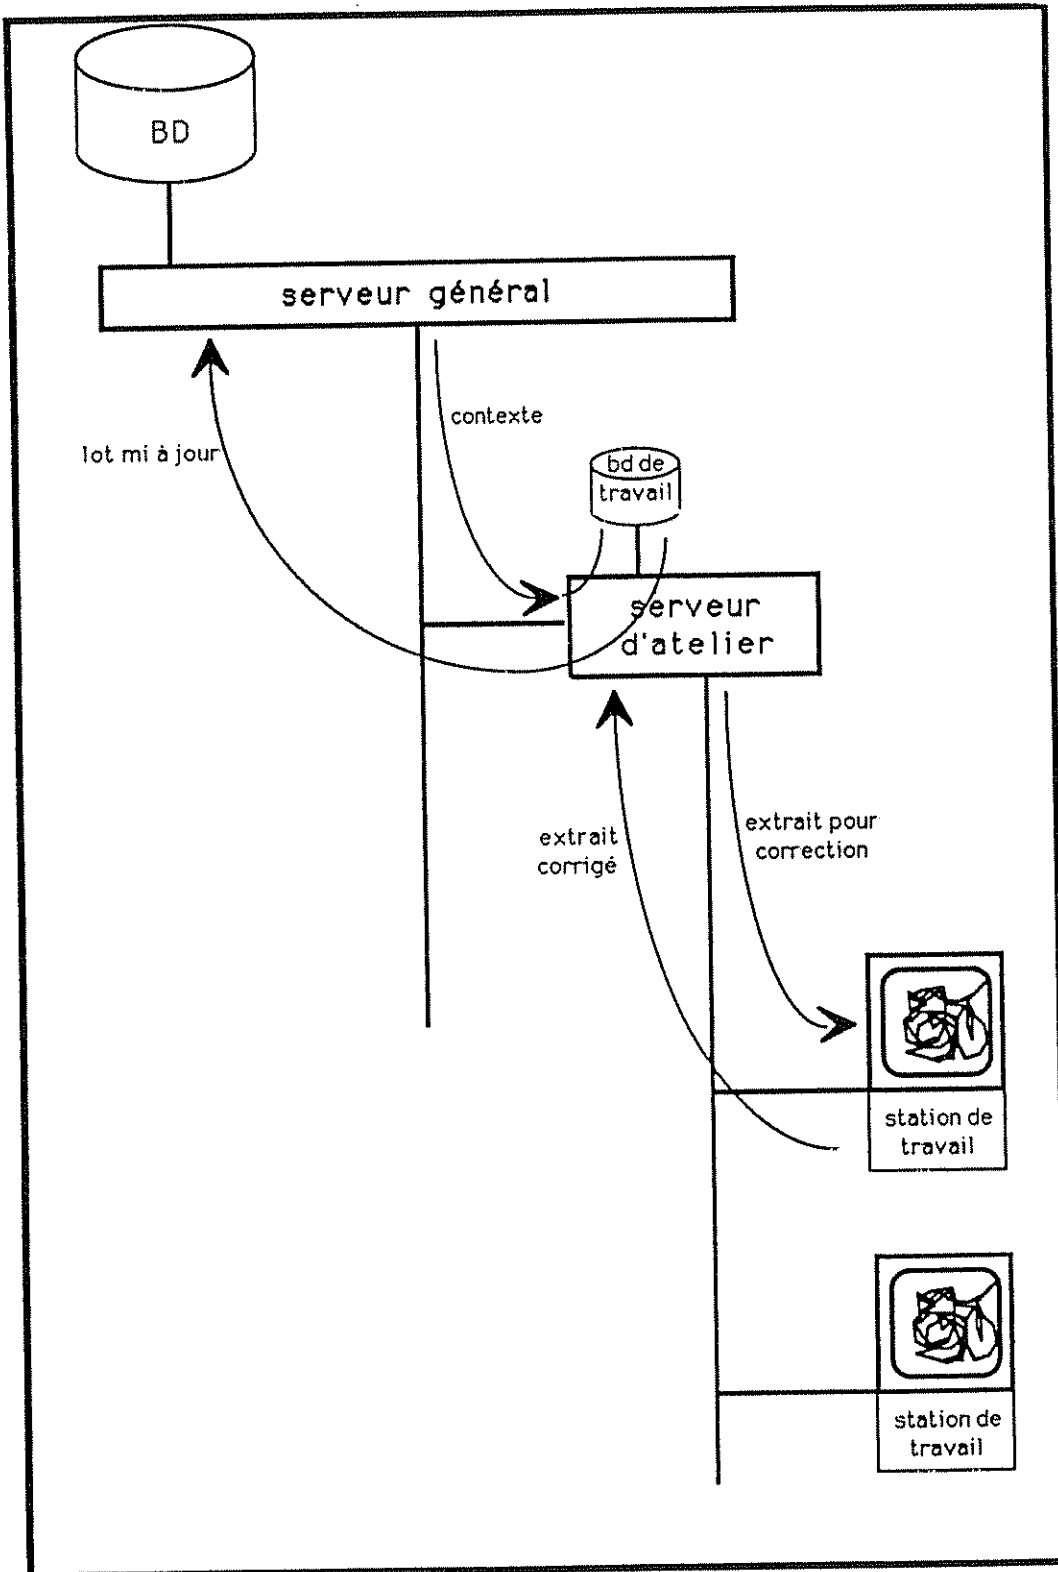 BD
serveur général
contexte
lot mi à jour
bd de
travail
serveur
d'atelier
extrait
corrigé
extrait pour
correction
station de
travail
station de
travail